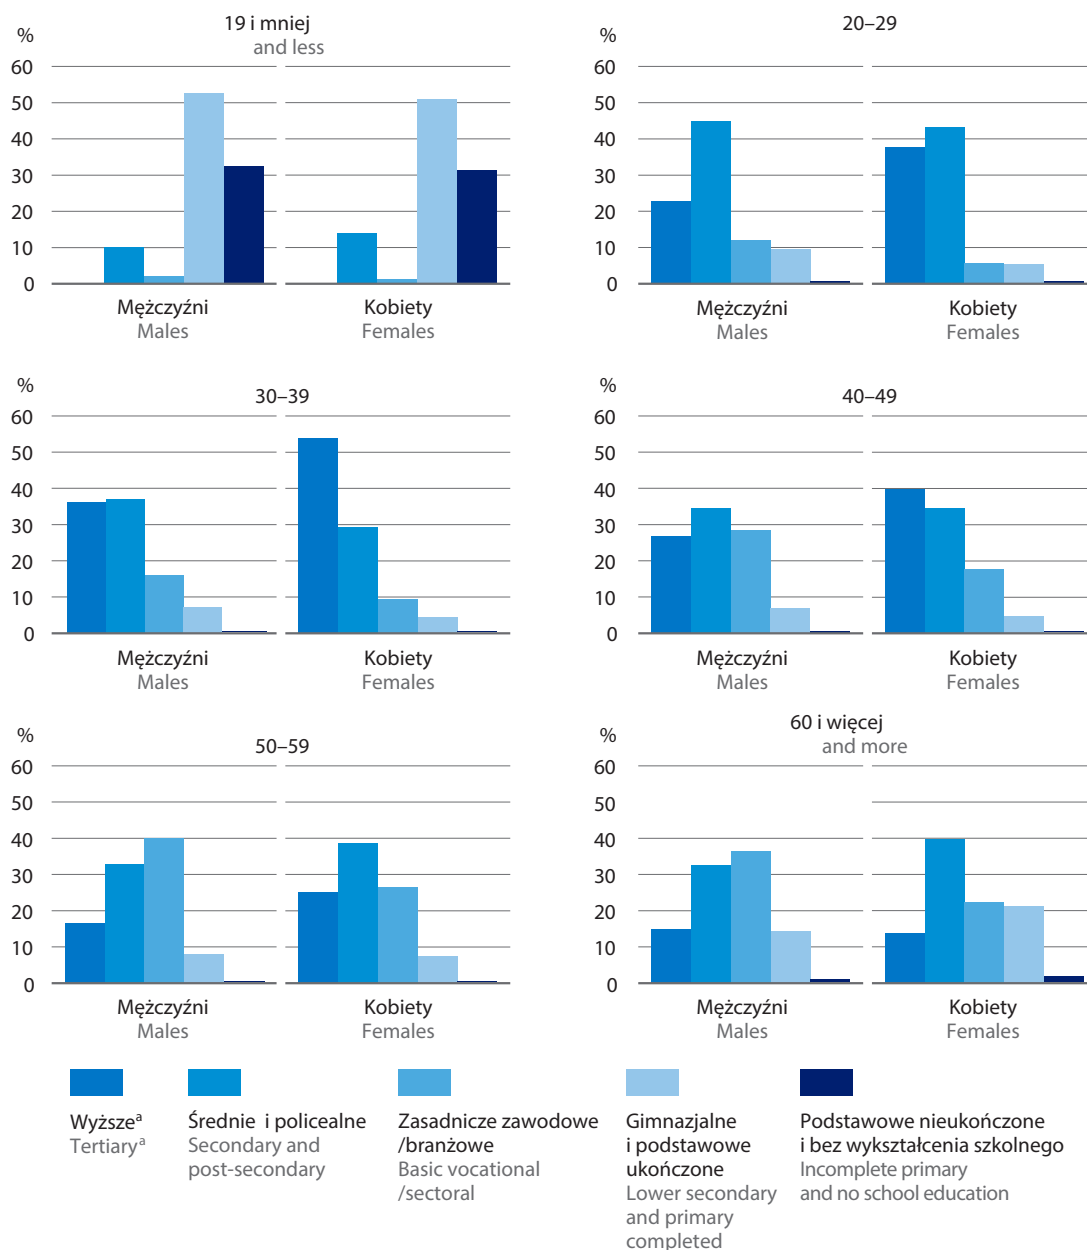 19 i mniej
and less
%
60
50
40
30
20
10
0
Mężczyźni
Males
Kobiety
Females
20–29
%
60
50
40
30
20
10
0
Mężczyźni
Males
Kobiety
Females
30–39
%
60
50
40
30
20
10
0
Mężczyźni
Males
Kobiety
Females
40–49
%
60
50
40
30
20
10
0
Mężczyźni
Males
Kobiety
Females
50–59
%
60
50
40
30
20
10
0
Mężczyźni
Males
Kobiety
Females
60 i więcej
and more
%
60
50
40
30
20
10
0
Mężczyźni
Males
Kobiety
Females
Wyższeᵃ
Tertiaryᵃ
Średnie i policealne
Secondary and
post-secondary
Zasadnicze zawodowe
/branżowe
Basic vocational
/sectoral
Gimnazjalne
i podstawowe
ukończone
Lower secondary
and primary
completed
Podstawowe nieukończone
i bez wykształcenia szkolnego
Incomplete primary
and no school education